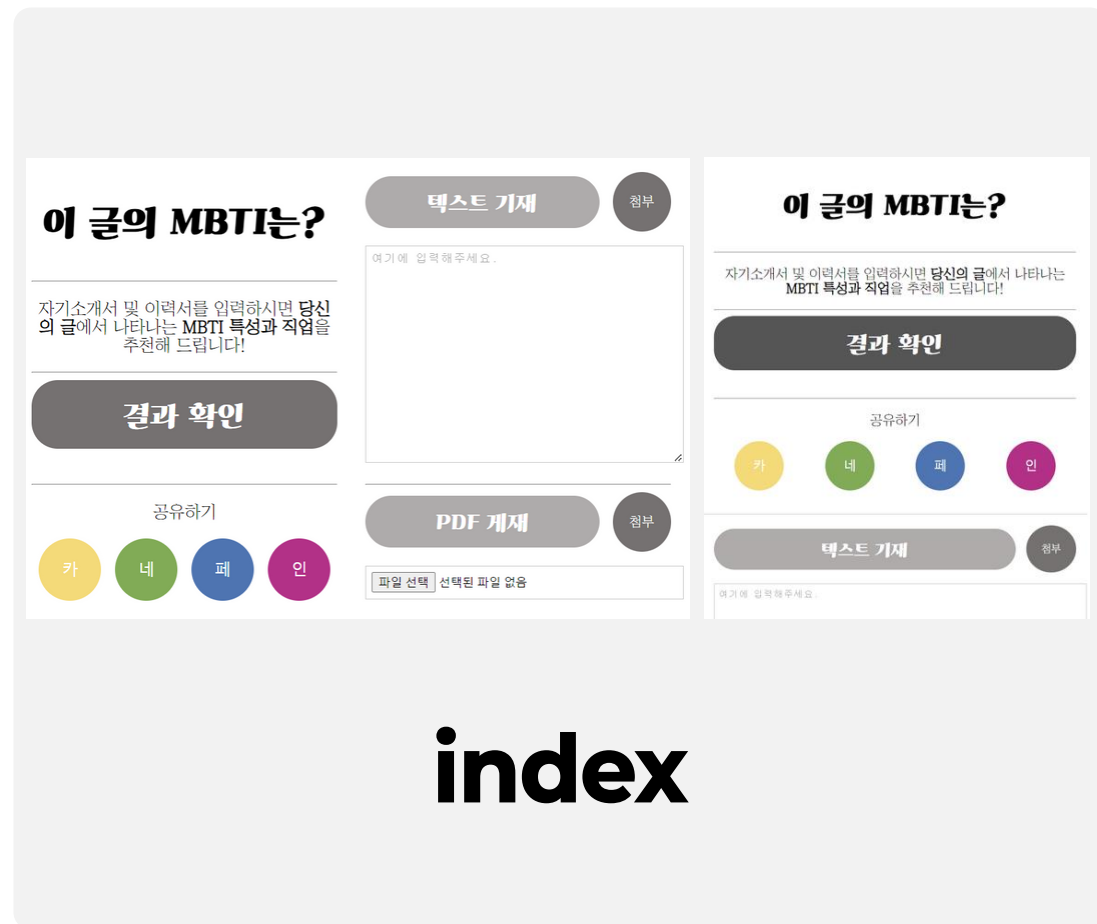 이 글의 MBTI는?
자기소개서 및 이력서를 입력하시면 당신
의 글에서 나타나는 MBTI 특성과 직업을
추천해 드립니다!
결과 확인
공유하기
카 네 페 인
텍스트 기재 첨부
여기에 입력해주세요.
PDF 게재 첨부
파일 선택 선택된 파일 없음
이 글의 MBTI는?
자기소개서 및 이력서를 입력하시면 당신의 글에서 나타나는
MBTI 특성과 직업을 추천해 드립니다!
결과 확인
공유하기
카 네 페 인
텍스트 기재 첨부
여기에 입력해주세요.
index